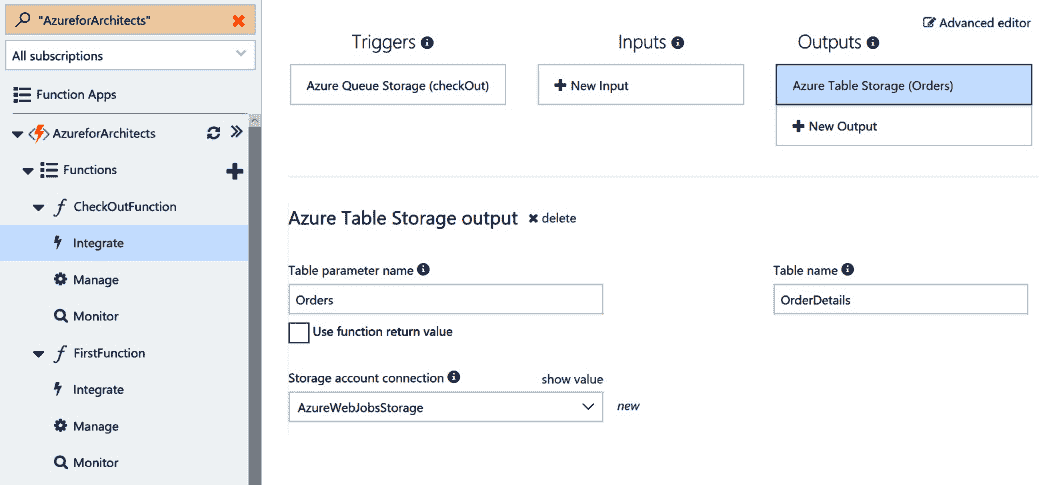 "AzureforArchitects"
All subscriptions
Function Apps
AzureforArchitects
Functions
CheckOutFunction
Integrate
Manage
Monitor
FirstFunction
Integrate
Manage
Monitor
Advanced editor
Triggers
Inputs
Outputs
Azure Queue Storage (checkOut)
New Input
Azure Table Storage (Orders)
New Output
Azure Table Storage output
delete
Table parameter name
Table name
Orders
OrderDetails
Use function return value
Storage account connection
show value
AzureWebJobsStorage
new